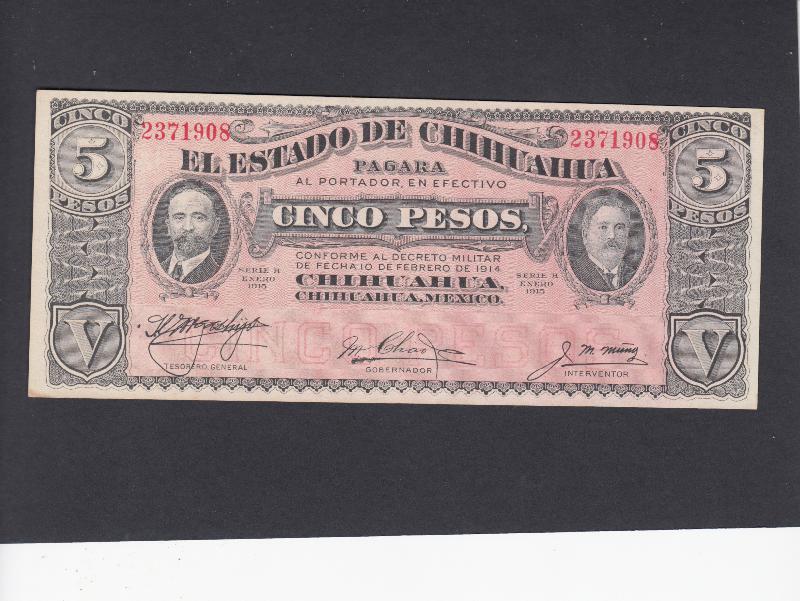 CINCO
5
PESOS
2371908
2371908
CINCO
5
PESOS
EL ESTADO DE CHIHUAHUA
PAGARA
AL PORTADOR, EN EFECTIVO
CINCO PESOS,
CONFORME AL DECRETO MILITAR
DE FECHA 10 DE FEBRERO DE 1914
CHIHUAHUA,
CHIHUAHUA, MEXICO.
SERIE H
ENERO
1915
SERIE H
ENERO
1915
CINCO PESOS
V
V
TESORERO GENERAL
M. Chao
GOBERNADOR
J. M. Muñg
INTERVENTOR